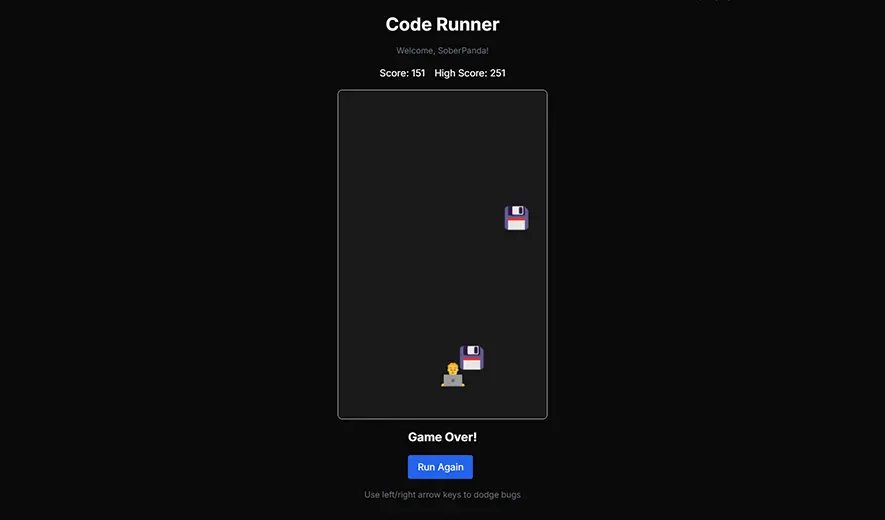 Code Runner
Welcome, SoberPanda!
Score: 151 High Score: 251
Game Over!
Run Again
Use left/right arrow keys to dodge bugs